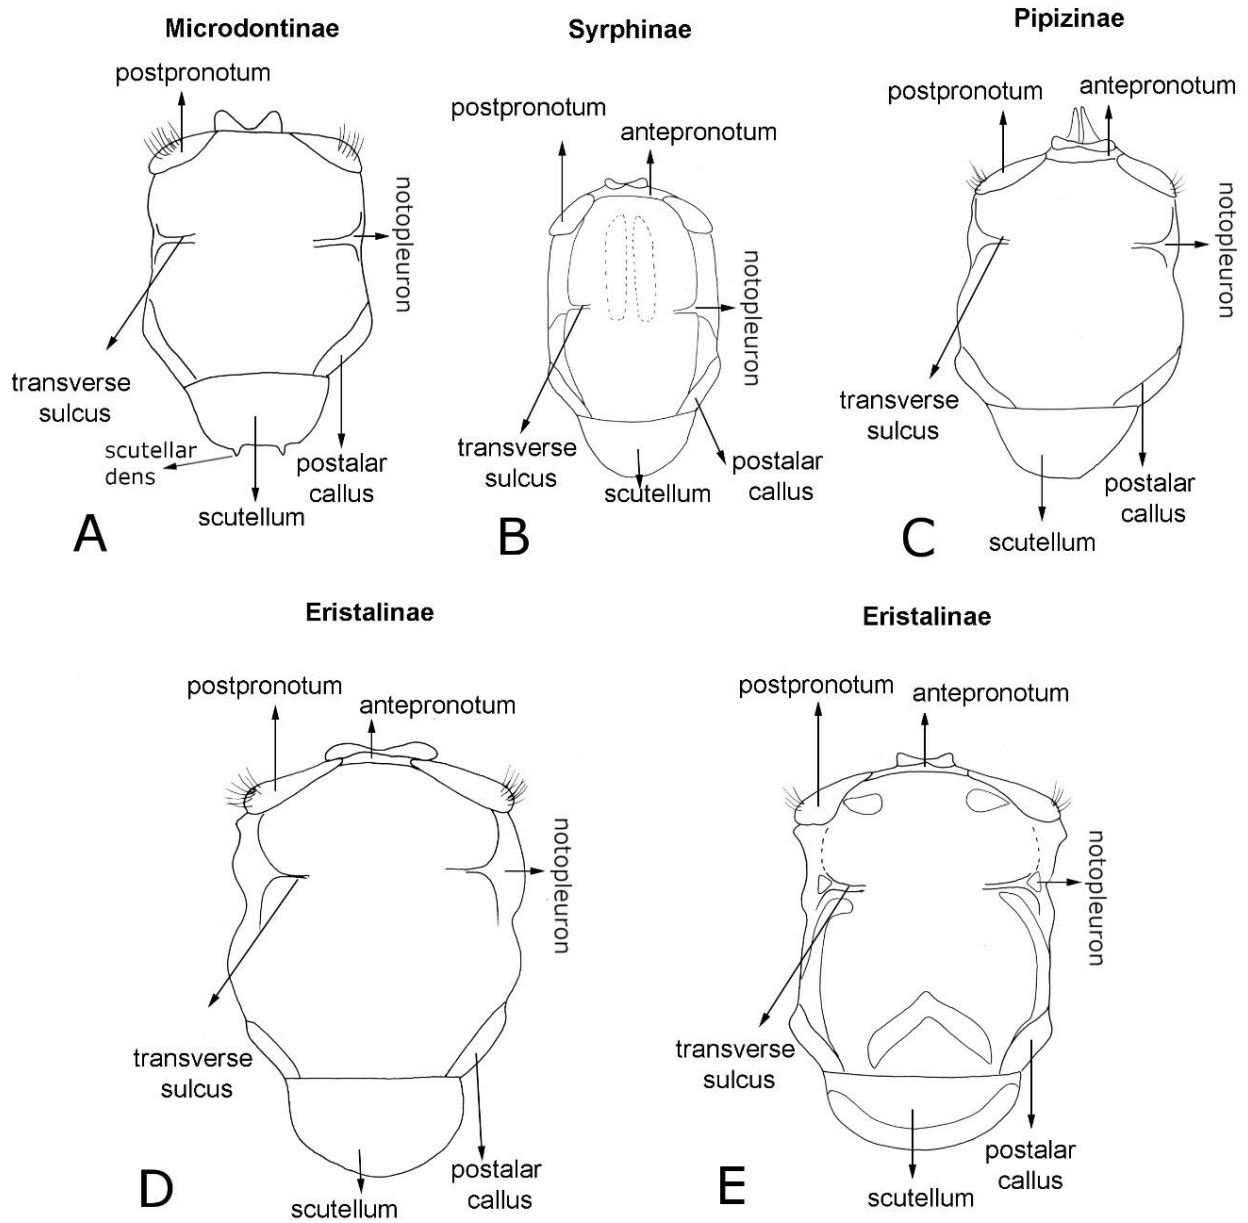 Microdontinae
postpronotum
notopleuron
transverse
sulcus
scutellar
dens
postalar
callus
scutellum
A
Syrphinae
postpronotum
antepronotum
notopleuron
transverse
sulcus
postalar
callus
scutellum
B
Pipizinae
postpronotum
antepronotum
notopleuron
transverse
sulcus
postalar
callus
scutellum
C
Eristalinae
postpronotum
antepronotum
notopleuron
transverse
sulcus
postalar
callus
scutellum
D
Eristalinae
postpronotum
antepronotum
notopleuron
transverse
sulcus
postalar
callus
scutellum
E